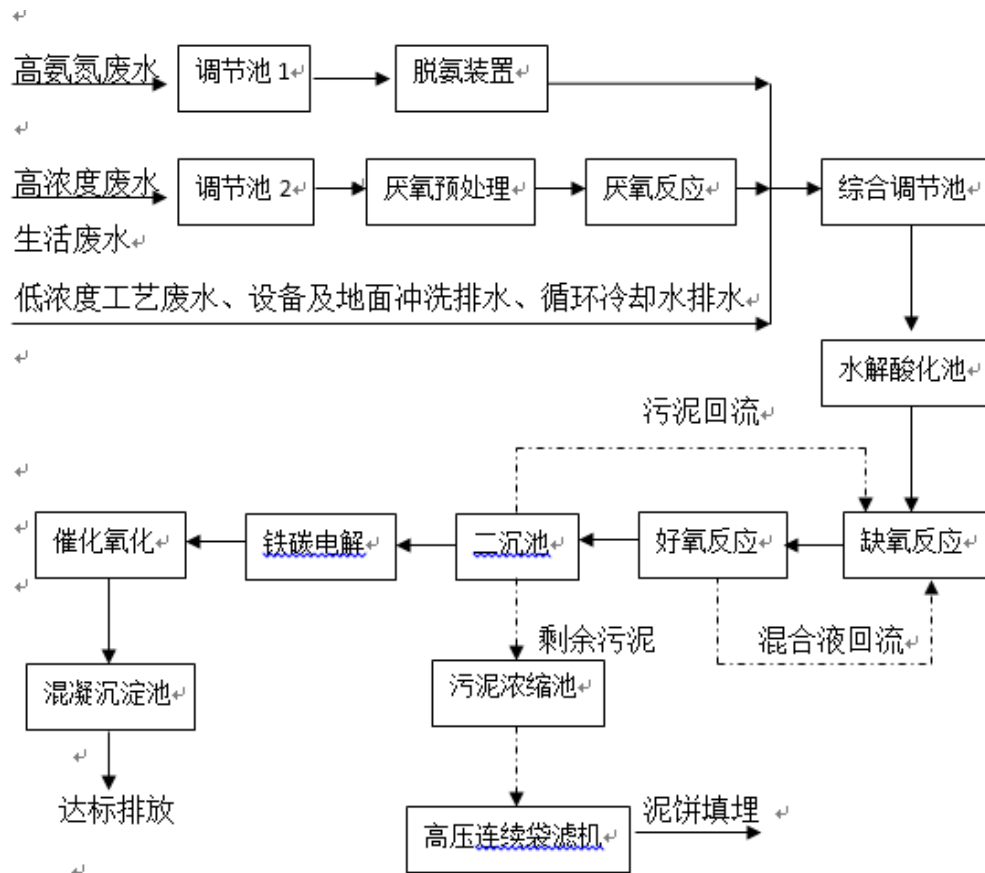 高氨氮废水
调节池 1
脱氨装置
高浓度废水
调节池 2
厌氧预处理
厌氧反应
综合调节池
生活废水
低浓度工艺废水、设备及地面冲洗排水、循环冷却水排水
水解酸化池
污泥回流
催化氧化
铁碳电解
二沉池
好氧反应
缺氧反应
剩余污泥
混合液回流
混凝沉淀池
污泥浓缩池
达标排放
高压连续袋滤机
泥饼填埋